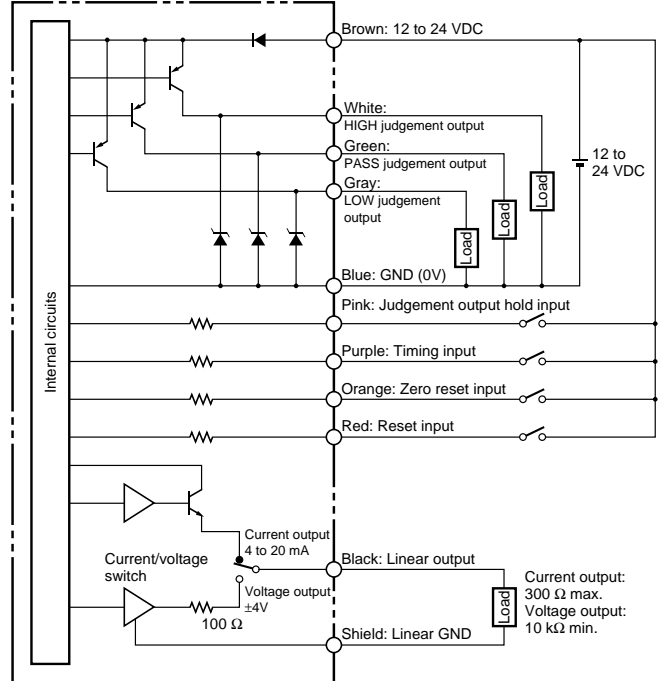 Brown: 12 to 24 VDC
White:
HIGH judgement output
Green:
PASS judgement output
Gray:
LOW judgement
output
Load
Load
Load
12 to
24 VDC
Blue: GND (0V)
Internal circuits
Pink: Judgement output hold input
Purple: Timing input
Orange: Zero reset input
Red: Reset input
Current output
4 to 20 mA
Current/voltage
switch
Black: Linear output
Voltage output
±4V
100 Ω
Load
Current output:
300 Ω max.
Voltage output:
10 kΩ min.
Shield: Linear GND